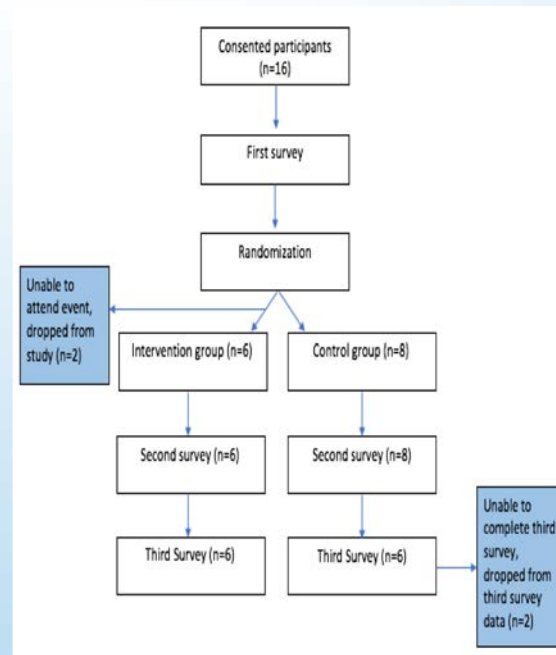 Consented participants
(n=16)
First survey
Randomization
Unable to
attend event,
dropped from
study (n=2)
Intervention group (n=6)
Control group (n=8)
Second survey (n=6)
Second survey (n=8)
Third Survey (n=6)
Third Survey (n=6)
Unable to
complete third
survey,
dropped from
third survey
data (n=2)